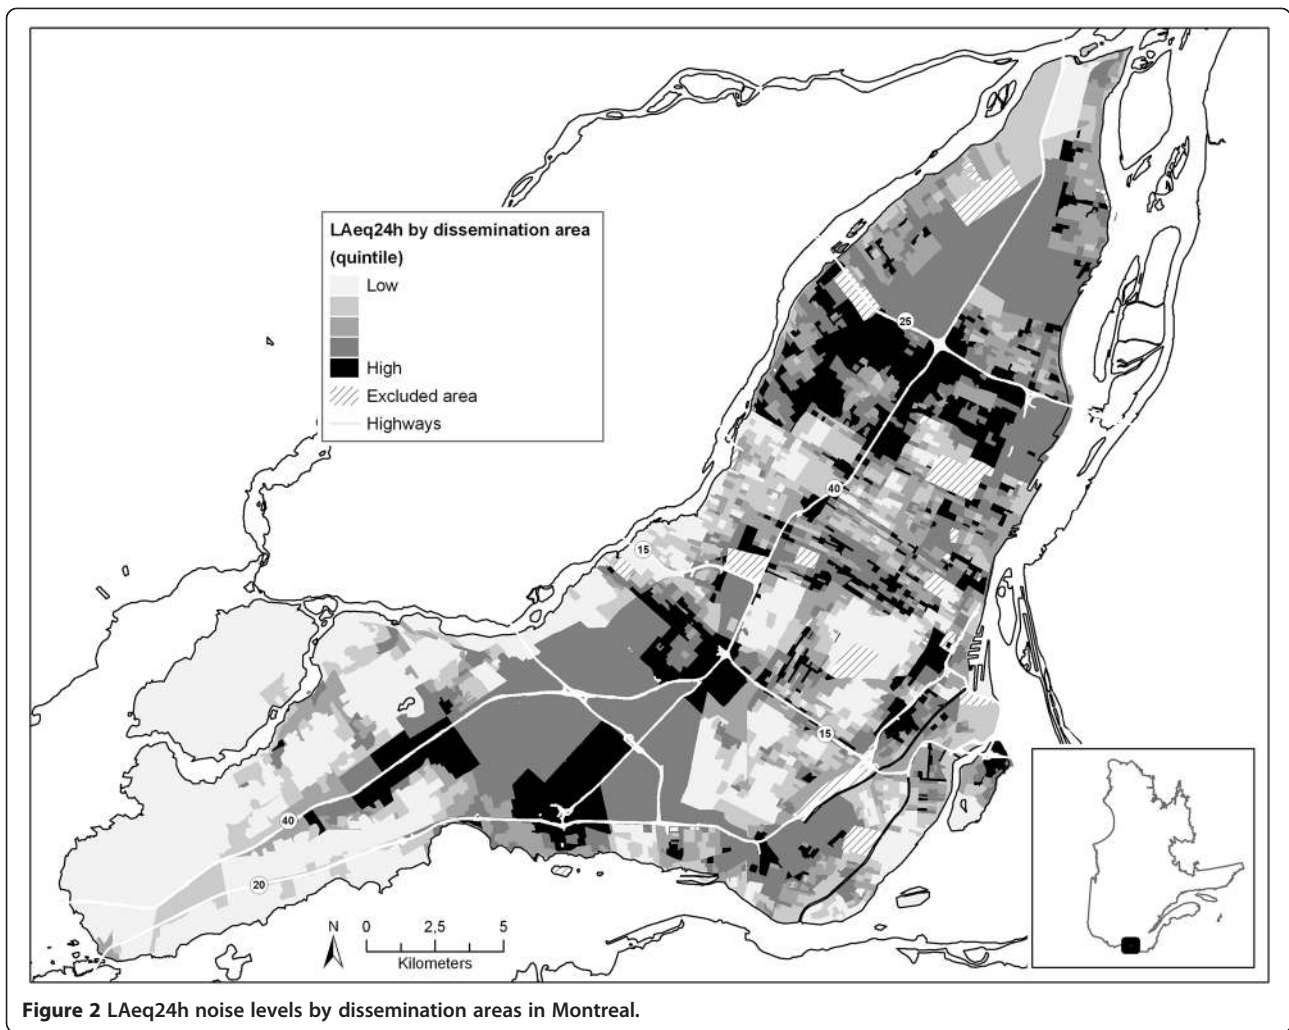 LAeq24h by dissemination area
(quintile)
Low
High
Excluded area
Highways
25
40
15
15
40
20
N
0 2,5 5
Kilometers
Figure 2 LAeq24h noise levels by dissemination areas in Montreal.